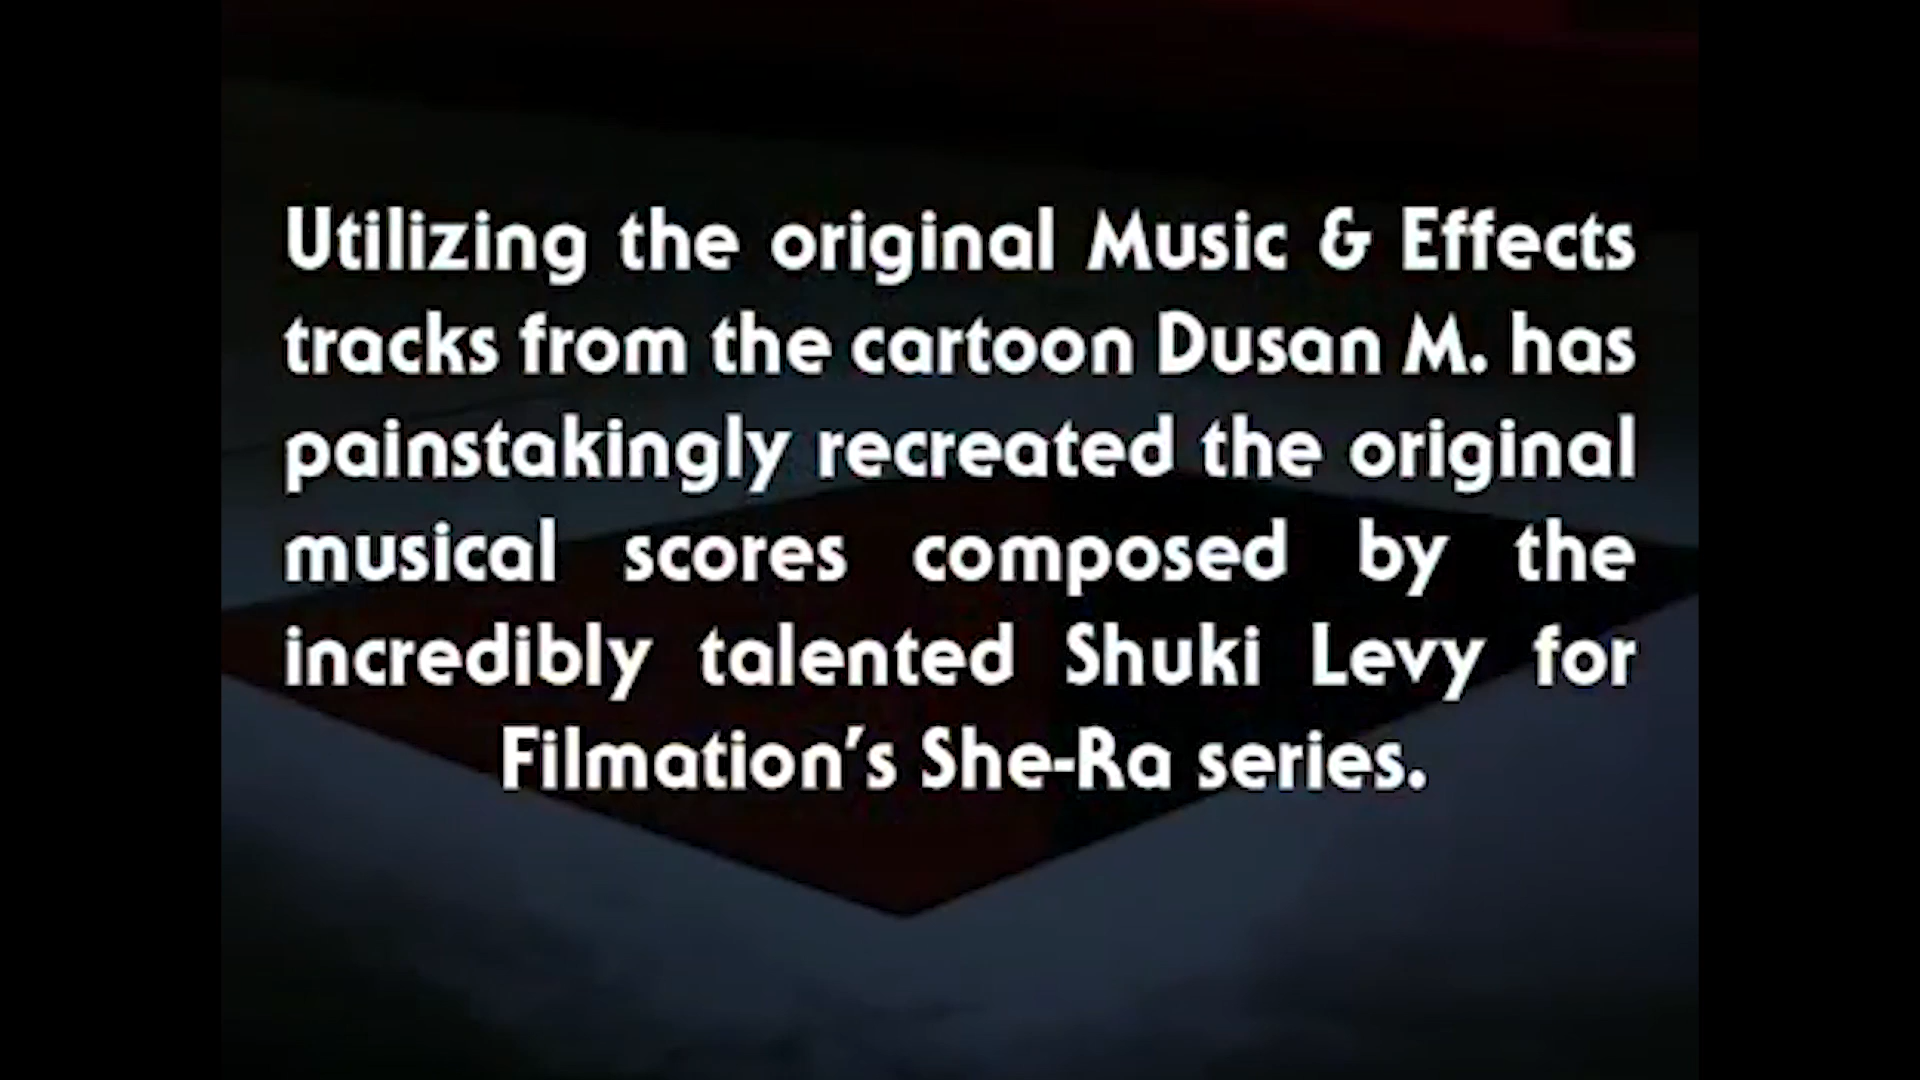 Utilizing the original Music & Effects
tracks from the cartoon Dusan M. has
painstakingly recreated the original
musical scores composed by the
incredibly talented Shuki Levy for
Filmation's She-Ra series.